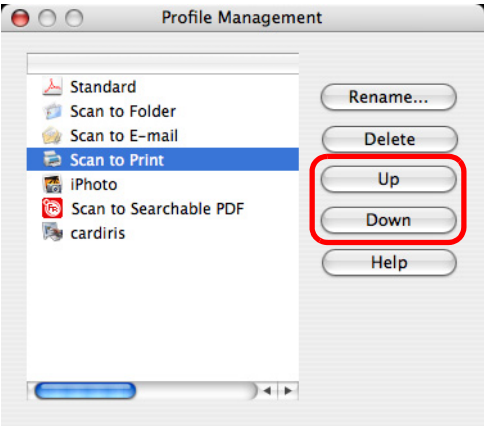 Profile Management
Standard
Scan to Folder
Scan to E-mail
Scan to Print
iPhoto
Scan to Searchable PDF
cardiris
Rename...
Delete
Up
Down
Help